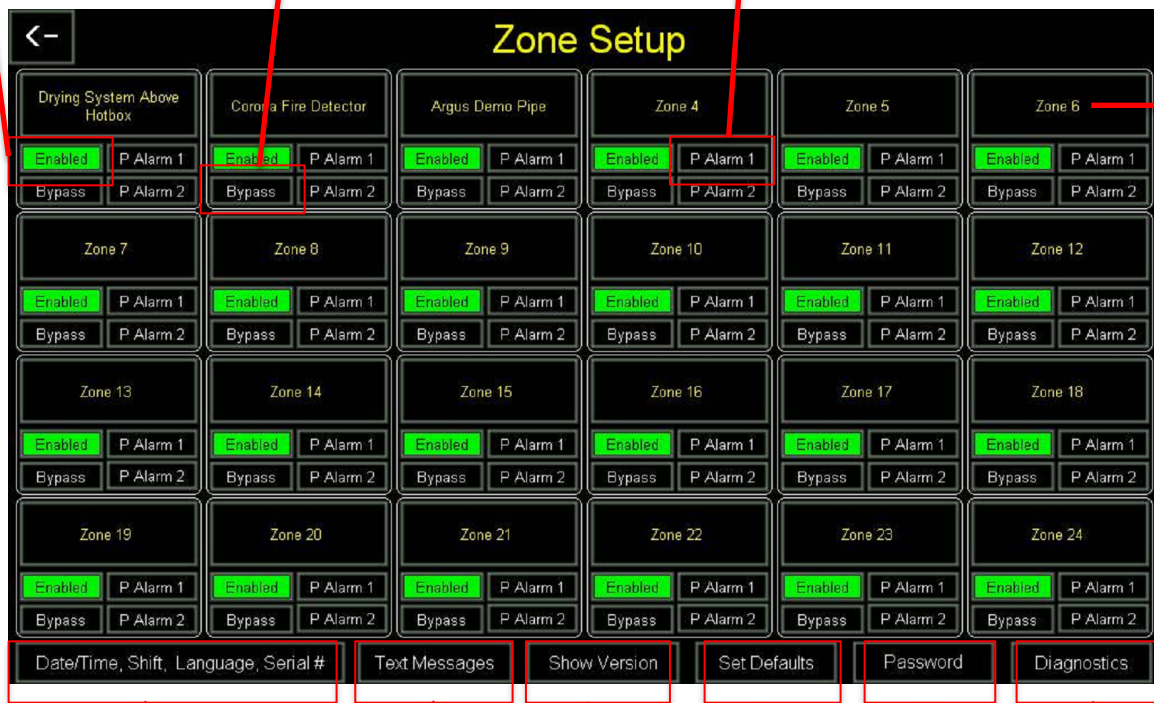 <-
Zone Setup
Drying System Above
Hotbox
Corona Fire Detector
Argus Demo Pipe
Zone 4
Zone 5
Zone 6
Enabled P Alarm 1 Enabled P Alarm 1 Enabled P Alarm 1 Enabled P Alarm 1 Enabled P Alarm 1 Enabled P Alarm 1
Bypass P Alarm 2 Bypass P Alarm 2 Bypass P Alarm 2 Bypass P Alarm 2 Bypass P Alarm 2 Bypass P Alarm 2
Zone 7 Zone 8 Zone 9 Zone 10 Zone 11 Zone 12
Enabled P Alarm 1 Enabled P Alarm 1 Enabled P Alarm 1 Enabled P Alarm 1 Enabled P Alarm 1 Enabled P Alarm 1
Bypass P Alarm 2 Bypass P Alarm 2 Bypass P Alarm 2 Bypass P Alarm 2 Bypass P Alarm 2 Bypass P Alarm 2
Zone 13 Zone 14 Zone 15 Zone 16 Zone 17 Zone 18
Enabled P Alarm 1 Enabled P Alarm 1 Enabled P Alarm 1 Enabled P Alarm 1 Enabled P Alarm 1 Enabled P Alarm 1
Bypass P Alarm 2 Bypass P Alarm 2 Bypass P Alarm 2 Bypass P Alarm 2 Bypass P Alarm 2 Bypass P Alarm 2
Zone 19 Zone 20 Zone 21 Zone 22 Zone 23 Zone 24
Enabled P Alarm 1 Enabled P Alarm 1 Enabled P Alarm 1 Enabled P Alarm 1 Enabled P Alarm 1 Enabled P Alarm 1
Bypass P Alarm 2 Bypass P Alarm 2 Bypass P Alarm 2 Bypass P Alarm 2 Bypass P Alarm 2 Bypass P Alarm 2
Date/Time, Shift, Language, Serial # Text Messages Show Version Set Defaults Password Diagnostics